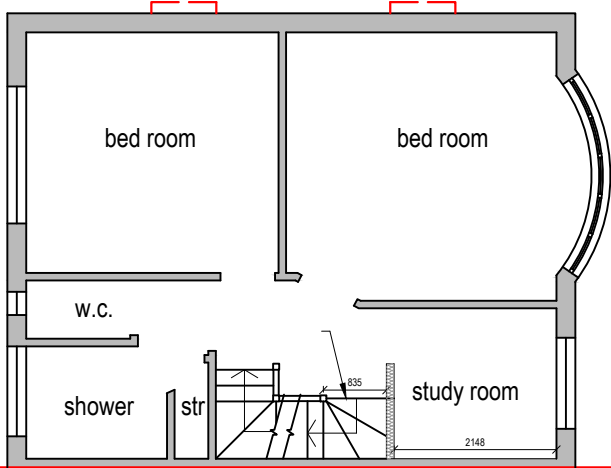 bed room
bed room
w.c.
835
shower
str
study room
2148